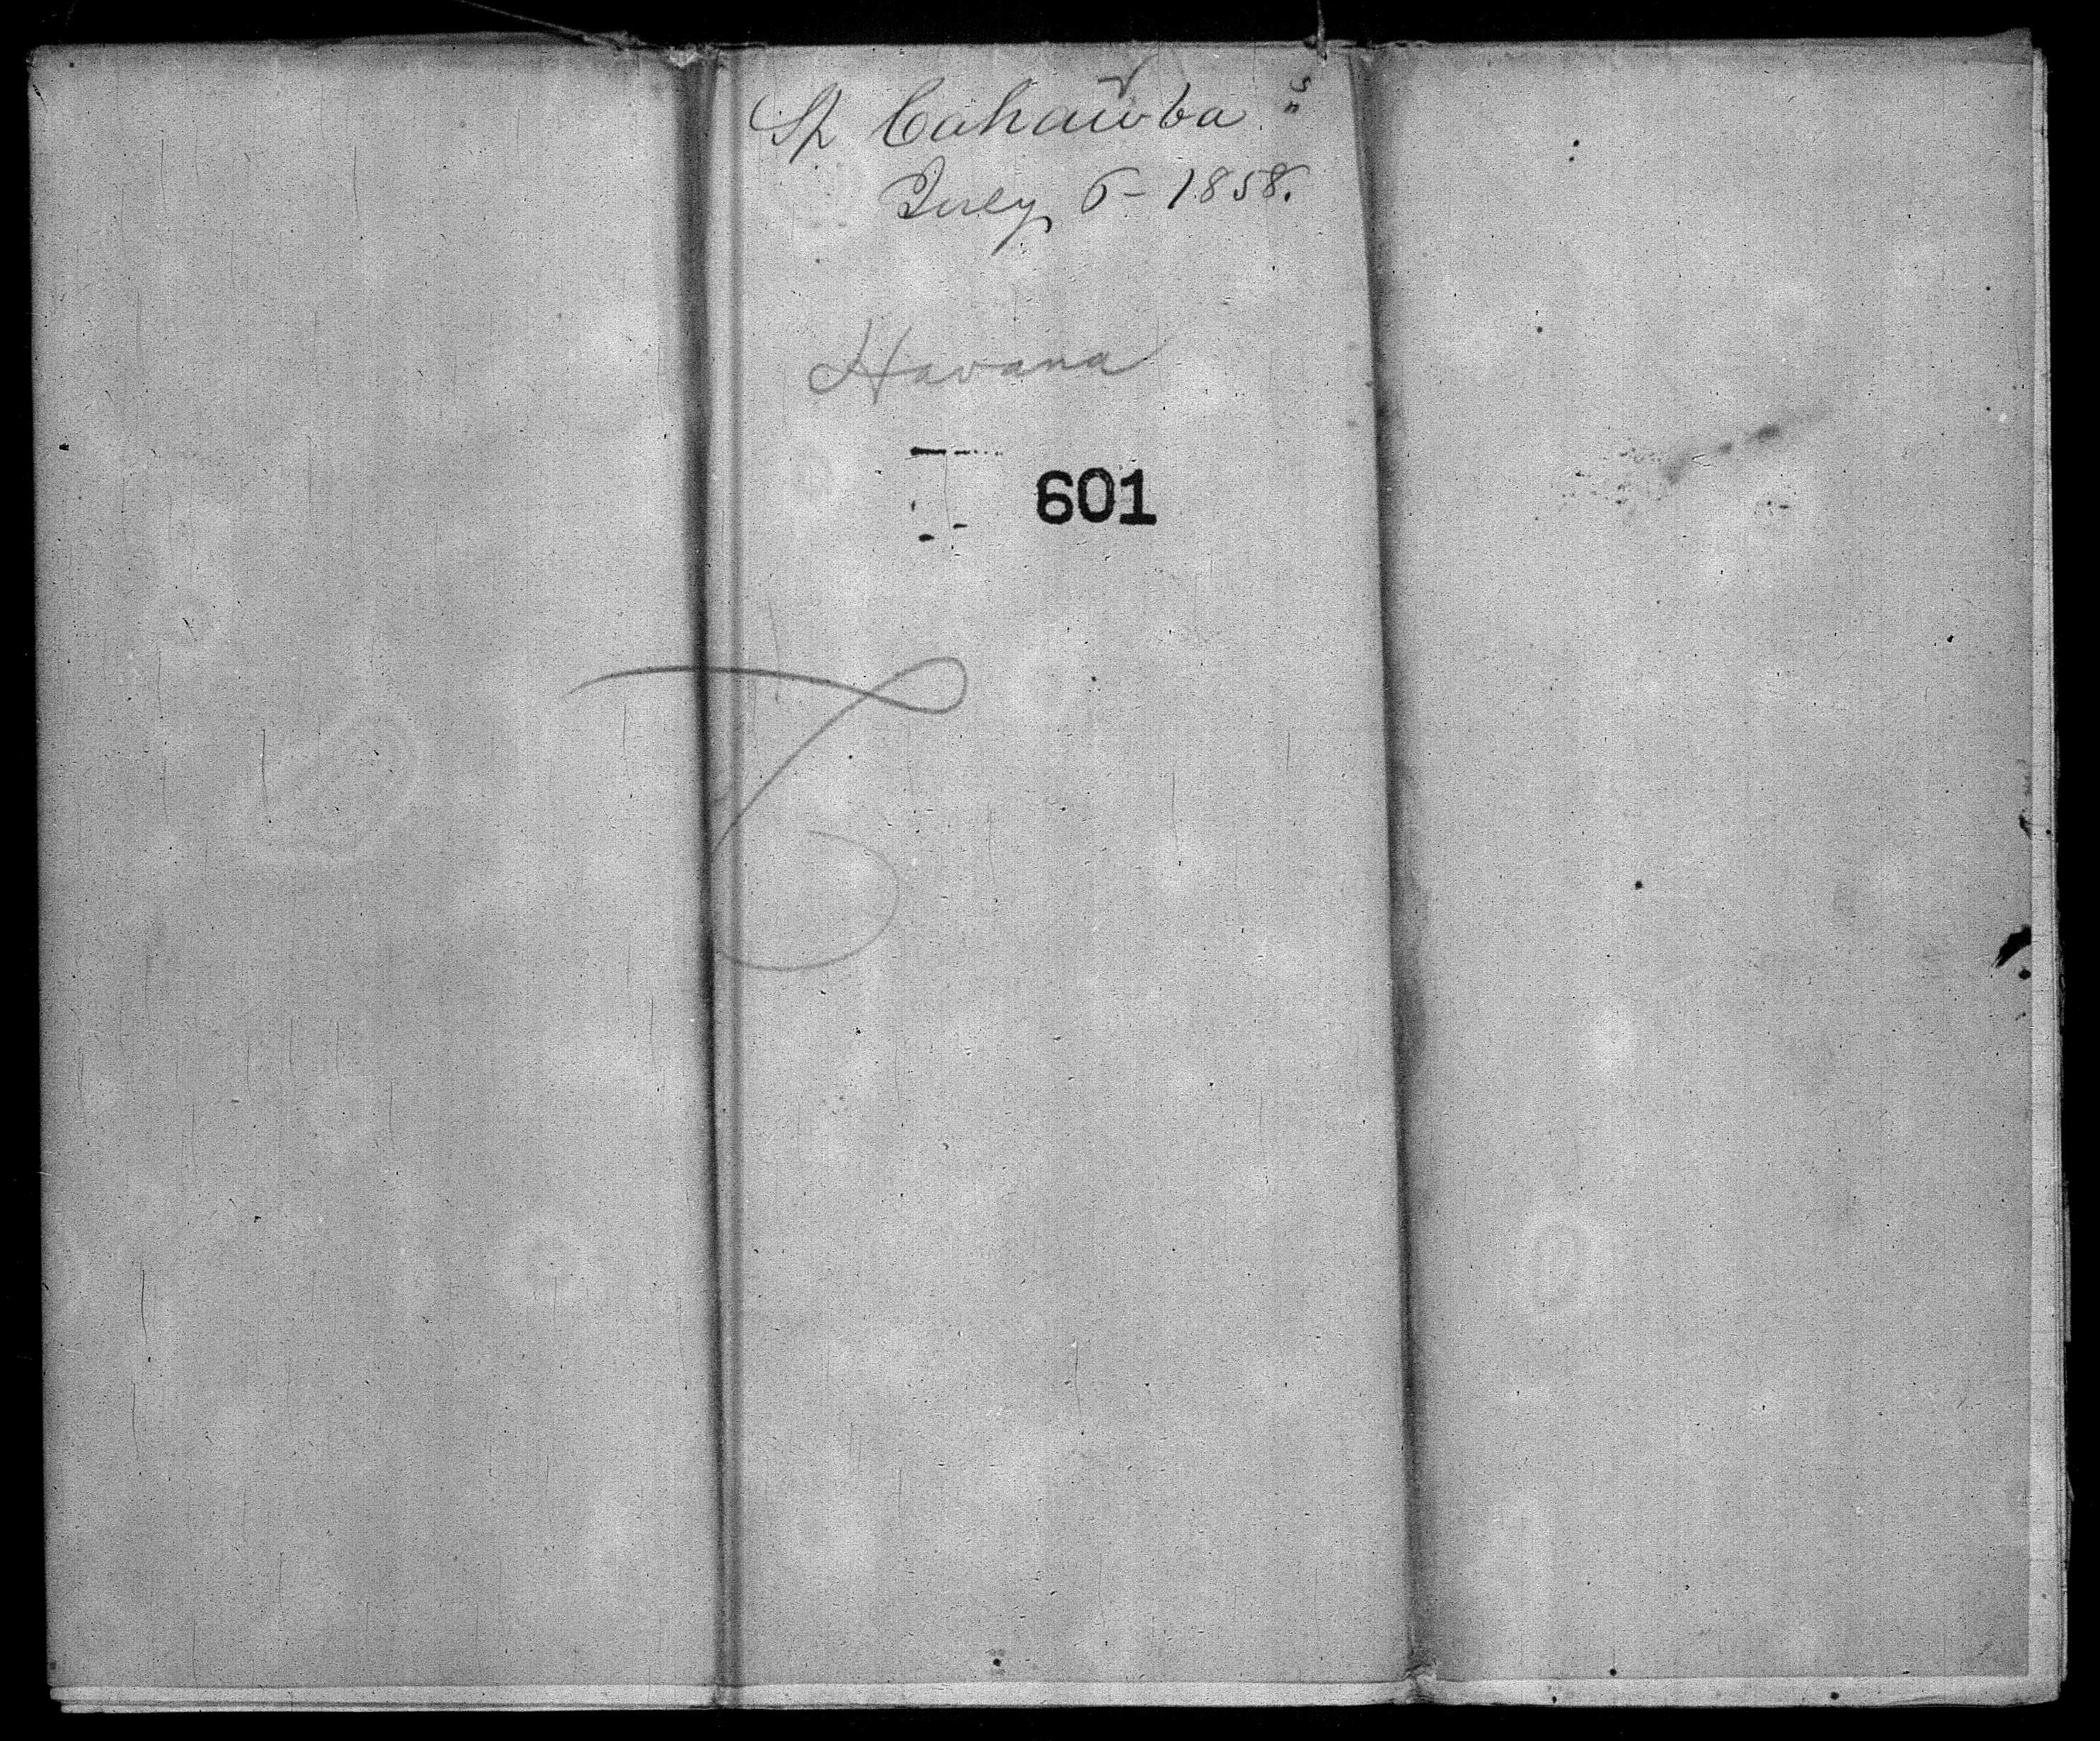 Sp Cahawba "
July 6 - 1858.
Havana
601